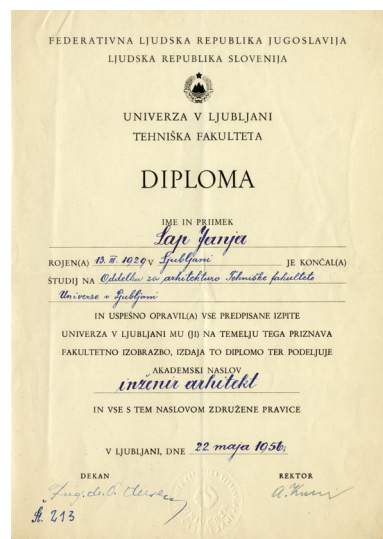 FEDERATIVNA LJUDSKA REPUBLIKA JUGOSLAVIJA
LJUDSKA REPUBLIKA SLOVENIJA
UNIVERZA V LJUBLJANI
TEHNIŠKA FAKULTETA
DIPLOMA
IME IN PRIIMEK
Lap Janja
ROJEN(A) 13. III. 1929 V Ljubljani JE KONČAL(A)
ŠTUDIJ NA Oddelku za arhitekturo Tehniške fakultete
Univerze v Ljubljani
IN USPEŠNO OPRAVIL(A) VSE PREDPISANE IZPITE
UNIVERZA V LJUBLJANI MU (JI) NA TEMELJU TEGA PRIZNAVA
FAKULTETNO IZOBRAZBO, IZDAJA TO DIPLOMO TER PODELJUJE
AKADEMSKI NASLOV
inženir arhitekt
IN VSE S TEM NASLOVOM ZDRUŽENE PRAVICE
V LJUBLJANI, DNE 22 maja 1956.
DEKAN REKTOR
Št. 213